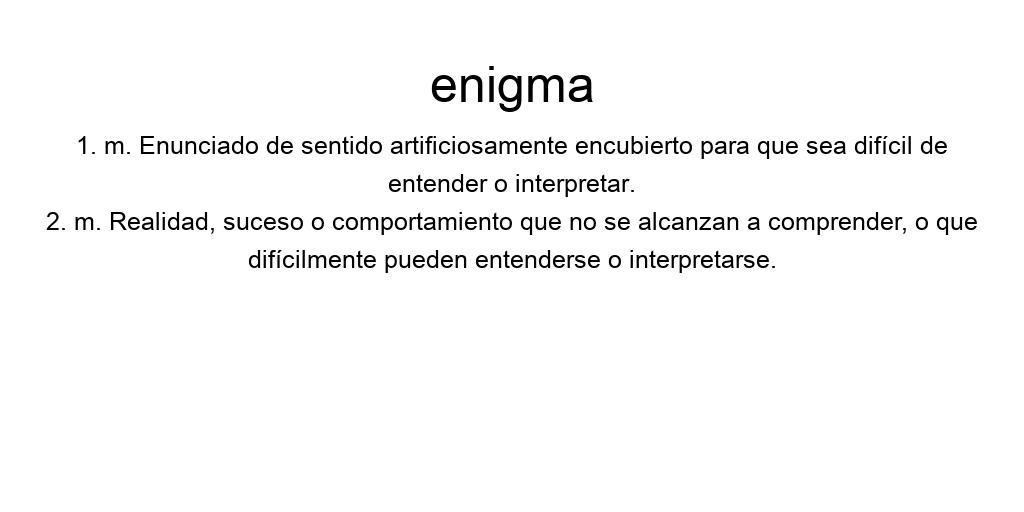 enigma
1. m. Enunciado de sentido artificiosamente encubierto para que sea difícil de
entender o interpretar.
2. m. Realidad, suceso o comportamiento que no se alcanzan a comprender, o que
difícilmente pueden entenderse o interpretarse.